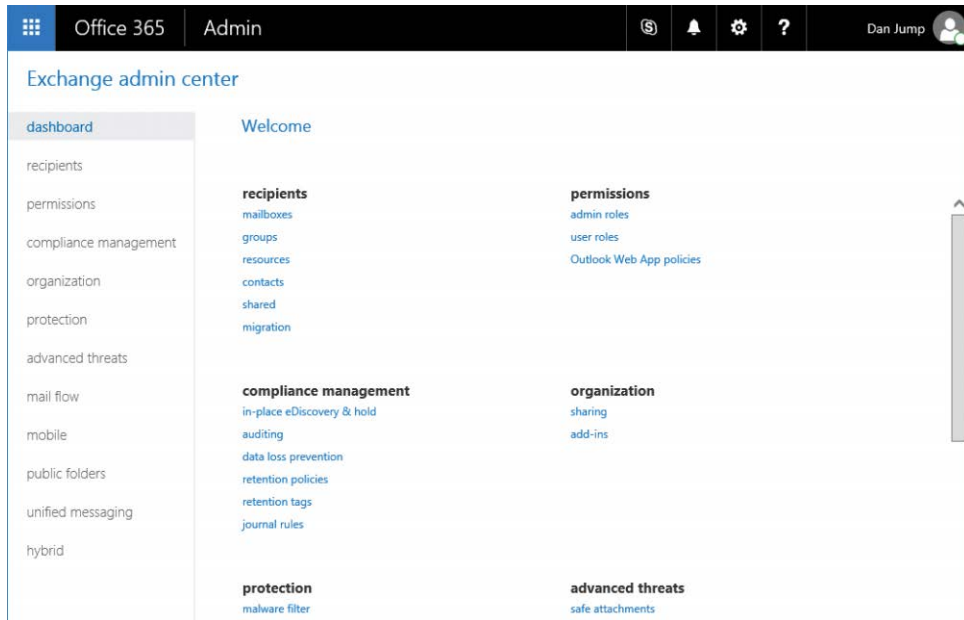 Office 365 Admin ? Dan Jump
Exchange admin center
dashboard
recipients
permissions
compliance management
organization
protection
advanced threats
mail flow
mobile
public folders
unified messaging
hybrid
Welcome
recipients
mailboxes
groups
resources
contacts
shared
migration
permissions
admin roles
user roles
Outlook Web App policies
compliance management
in-place eDiscovery & hold
auditing
data loss prevention
retention policies
retention tags
journal rules
organization
sharing
add-ins
protection
malware filter
advanced threats
safe attachments